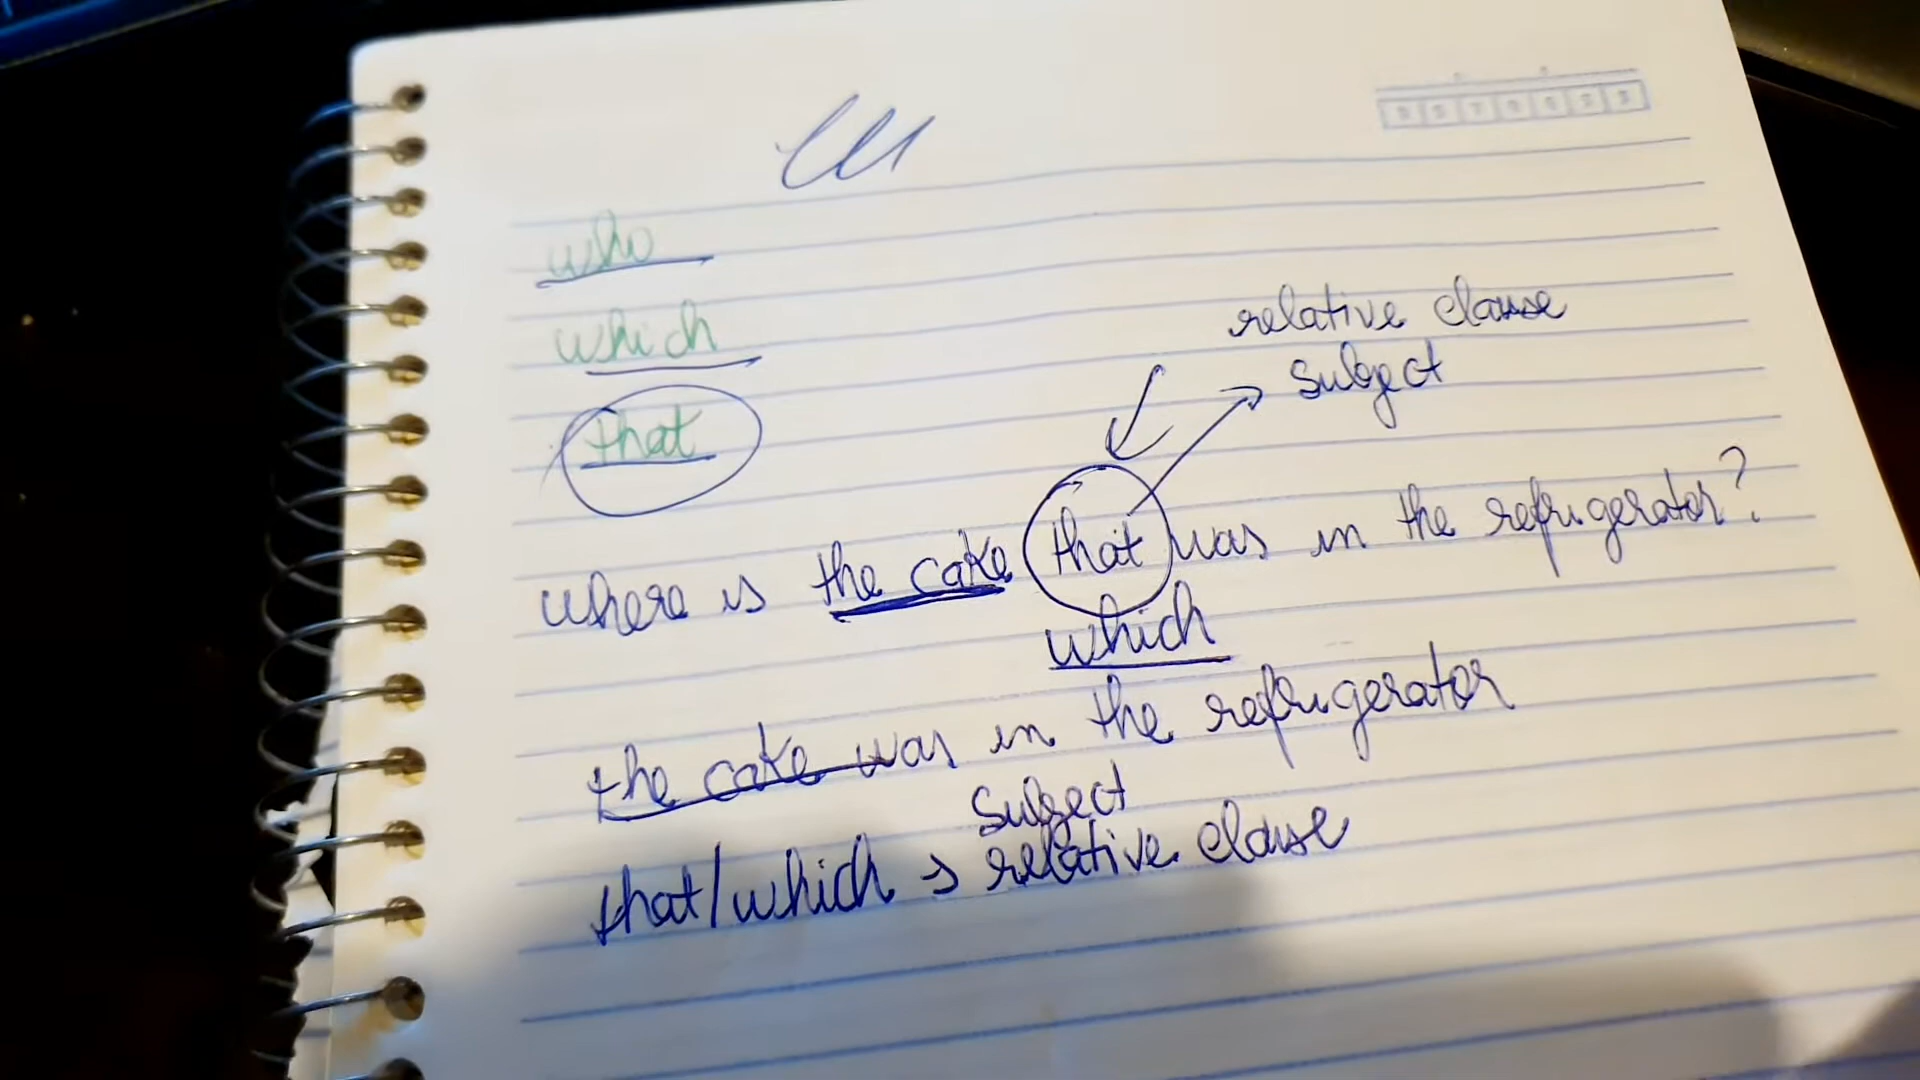 who
which
that
relative clause
subject
where is the cake that was in the refrigerator?
which
the cake was in the refrigerator
subject
that/which → relative clause